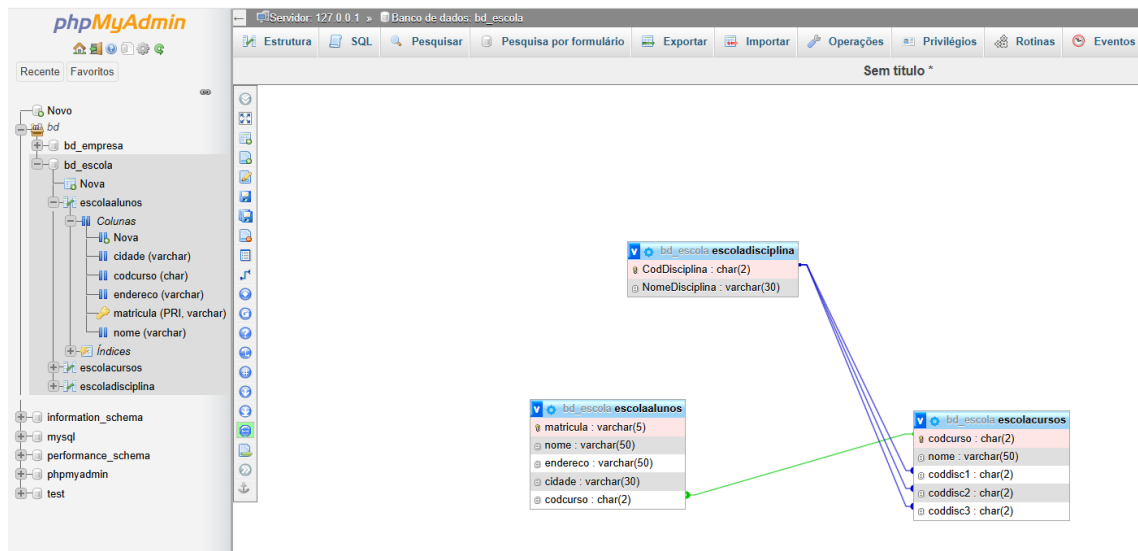 phpMyAdmin
Recente Favoritos
Novo
bd
bd_empresa
bd_escola
Nova
escolaalunos
Colunas
Nova
cidade (varchar)
codcurso (char)
endereco (varchar)
matricula (PRI, varchar)
nome (varchar)
Índices
escolacursos
escoladisciplina
information_schema
mysql
performance_schema
phpmyadmin
test
Servidor: 127.0.0.1 » Banco de dados: bd_escola
Estrutura SQL Pesquisar Pesquisa por formulário Exportar Importar Operações Privilégios Rotinas Eventos
Sem título *
bd_escola escoladisciplina
CodDisciplina : char(2)
NomeDisciplina : varchar(30)
bd_escola escolaalunos
matricula : varchar(5)
nome : varchar(50)
endereco : varchar(50)
cidade : varchar(30)
codcurso : char(2)
bd_escola escolacursos
codcurso : char(2)
nome : varchar(50)
coddisc1 : char(2)
coddisc2 : char(2)
coddisc3 : char(2)